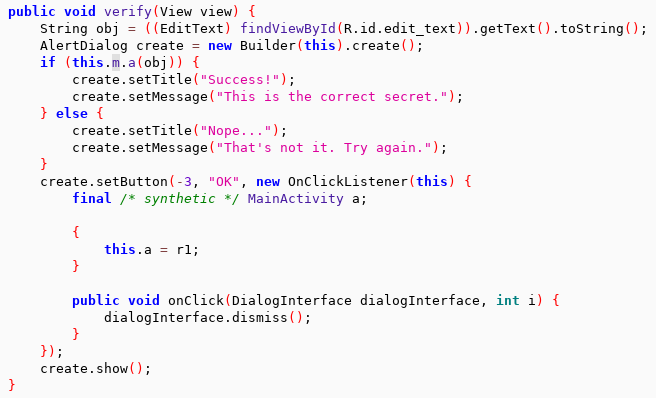 public void verify(View view) {
    String obj = ((EditText) findViewById(R.id.edit_text)).getText().toString();
    AlertDialog create = new Builder(this).create();
    if (this.m.a(obj)) {
        create.setTitle("Success!");
        create.setMessage("This is the correct secret.");
    } else {
        create.setTitle("Nope...");
        create.setMessage("That's not it. Try again.");
    }
    create.setButton(-3, "OK", new OnClickListener(this) {
        final /* synthetic */ MainActivity a;

        {
            this.a = r1;
        }

        public void onClick(DialogInterface dialogInterface, int i) {
            dialogInterface.dismiss();
        }
    });
    create.show();
}